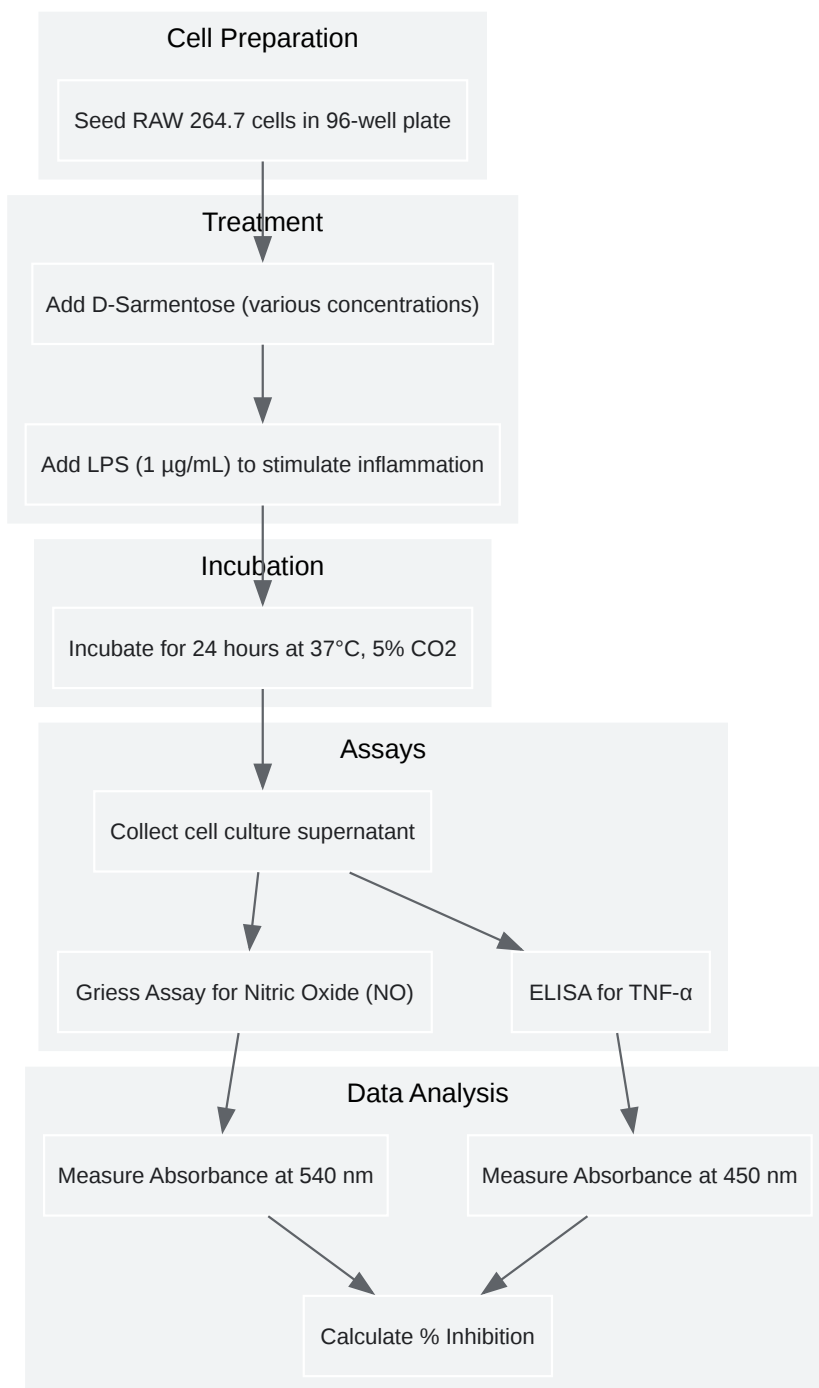 Cell Preparation
Seed RAW 264.7 cells in 96-well plate
Treatment
Add D-Sarmentose (various concentrations)
Add LPS (1 µg/mL) to stimulate inflammation
Incubation
Incubate for 24 hours at 37°C, 5% CO2
Assays
Collect cell culture supernatant
Griess Assay for Nitric Oxide (NO)
ELISA for TNF-α
Data Analysis
Measure Absorbance at 540 nm
Measure Absorbance at 450 nm
Calculate % Inhibition